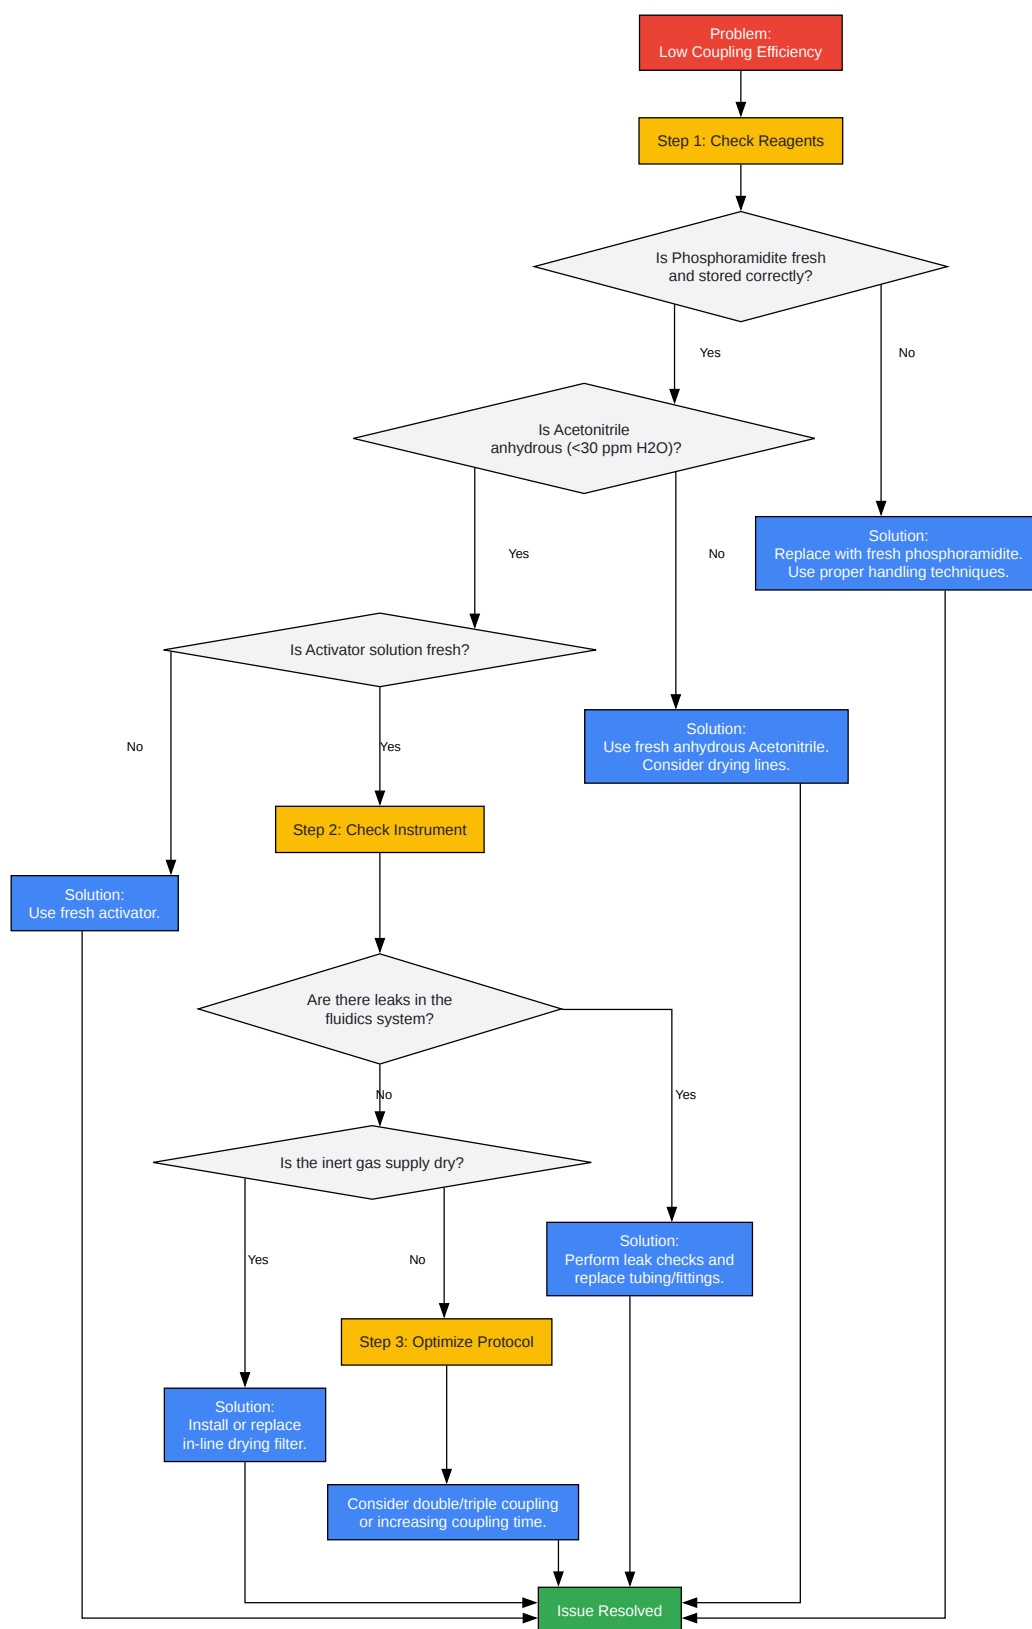 Problem:
Low Coupling Efficiency
Step 1: Check Reagents
Is Phosphoramidite fresh
and stored correctly?
Yes
No
Is Acetonitrile
anhydrous (<30 ppm H2O)?
Yes
No
Solution:
Replace with fresh phosphoramidite.
Use proper handling techniques.
Is Activator solution fresh?
No
Yes
Solution:
Use fresh anhydrous Acetonitrile.
Consider drying lines.
Step 2: Check Instrument
Solution:
Use fresh activator.
Are there leaks in the
fluidics system?
No
Yes
Is the inert gas supply dry?
Yes
No
Solution:
Perform leak checks and
replace tubing/fittings.
Step 3: Optimize Protocol
Solution:
Install or replace
in-line drying filter.
Consider double/triple coupling
or increasing coupling time.
Issue Resolved